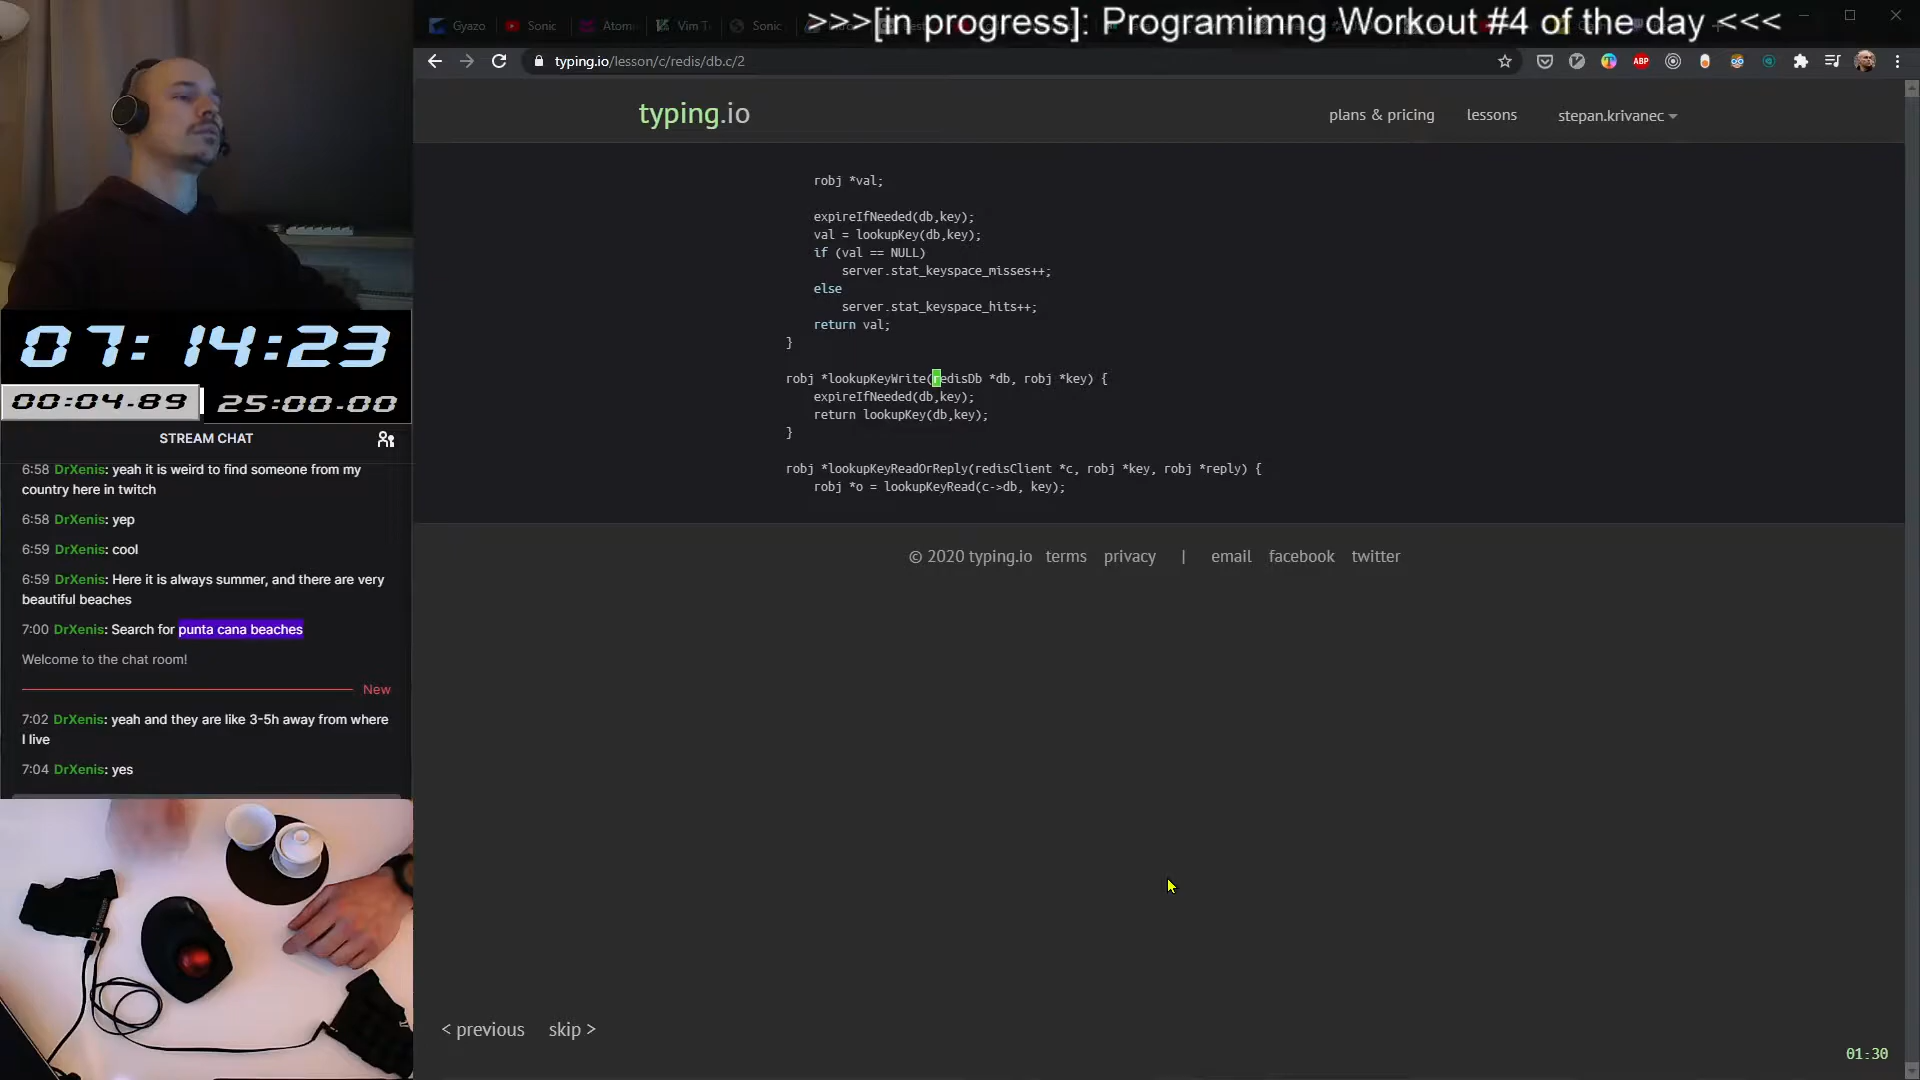 >>>[in progress]: Programimng Workout #4 of the day <<<
Gyazo
Sonic
Atom
Vim T
Sonic
typing.io/lesson/c/redis/db.c/2
ABP
typing.io
plans & pricing
lessons
stepan.krivanec
robj *val;
expireIfNeeded(db,key);
val = lookupKey(db,key);
if (val == NULL)
server.stat_keyspace_misses++;
else
server.stat_keyspace_hits++;
return val;
}
robj *lookupKeyWrite(redisDb *db, robj *key) {
expireIfNeeded(db,key);
return lookupKey(db,key);
}
robj *lookupKeyReadOrReply(redisClient *c, robj *key, robj *reply) {
robj *o = lookupKeyRead(c->db, key);
© 2020 typing.io terms privacy | email facebook twitter
< previous
skip >
01:30
07: 14:23
00:04.89
25:00.00
STREAM CHAT
6:58 DrXenis: yeah it is weird to find someone from my
country here in twitch
6:58 DrXenis: yep
6:59 DrXenis: cool
6:59 DrXenis: Here it is always summer, and there are very
beautiful beaches
7:00 DrXenis: Search for punta cana beaches
Welcome to the chat room!
New
7:02 DrXenis: yeah and they are like 3-5h away from where
I live
7:04 DrXenis: yes